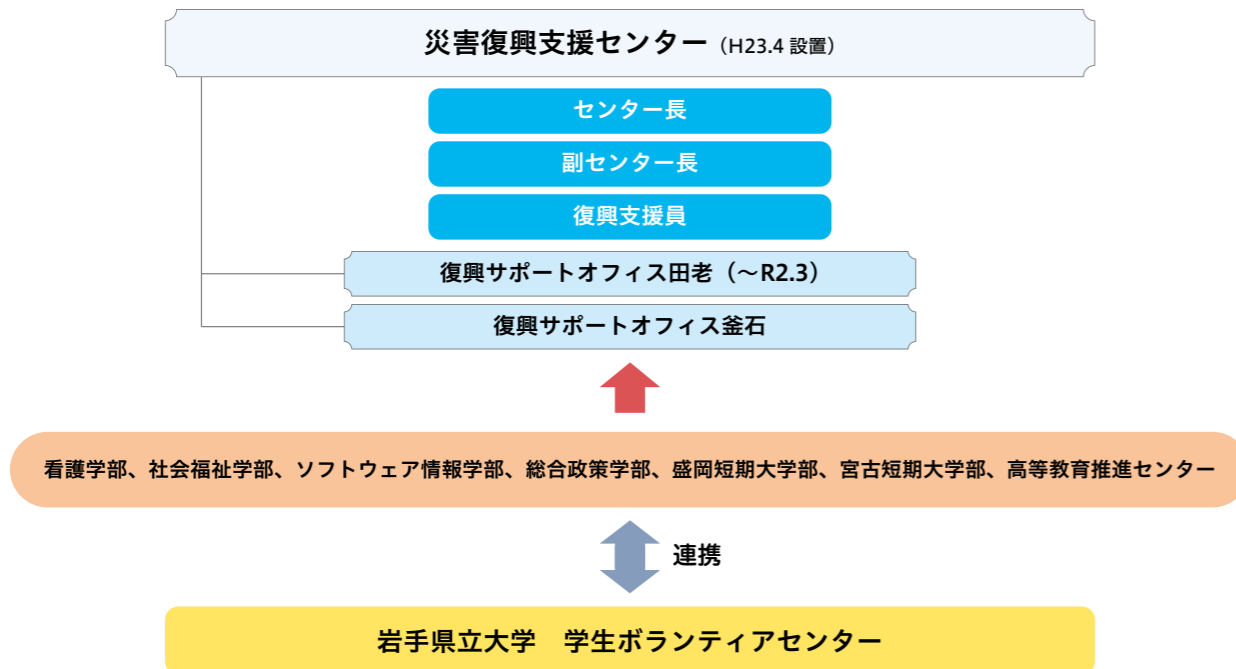 災害復興支援センター（H23.4 設置）
センター長
副センター長
復興支援員
復興サポートオフィス田老（～R2.3）
復興サポートオフィス釜石
看護学部、社会福祉学部、ソフトウェア情報学部、総合政策学部、盛岡短期大学部、宮古短期大学部、高等教育推進センター
連携
岩手県立大学　学生ボランティアセンター